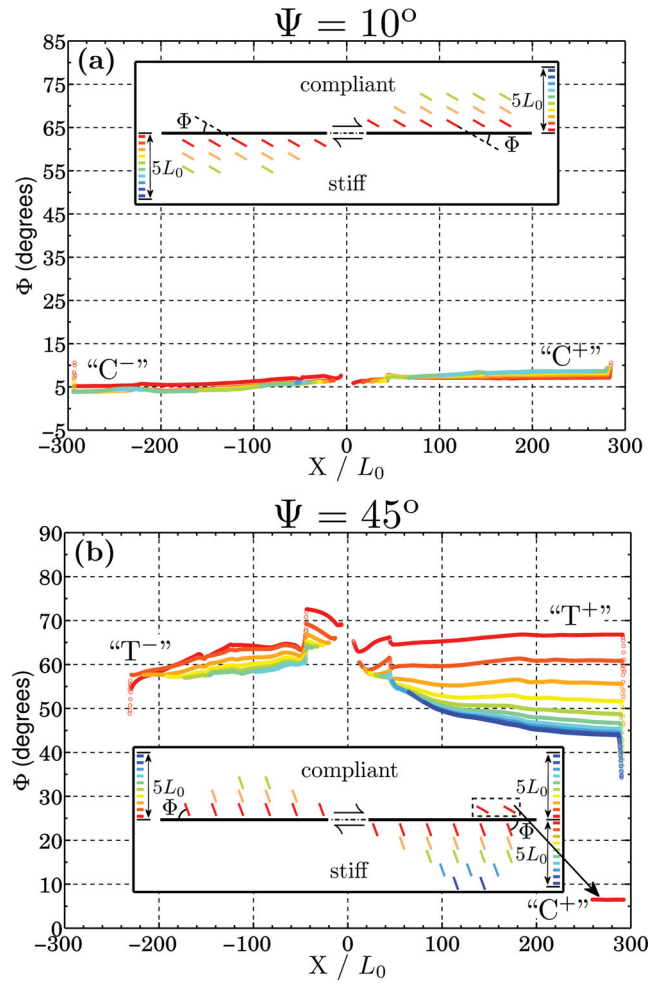 Ψ = 10°
(a)
85
75
65
55
45
35
25
15
5
-5
Φ (degrees)
compliant
5L₀
Φ
5L₀
Φ
stiff
“C⁻”
“C⁺”
−300 −200 −100 0 100 200 300
X / L₀
Ψ = 45°
(b)
90
80
70
60
50
40
30
20
10
0
Φ (degrees)
“T⁻”
“T⁺”
compliant
5L₀
5L₀
Φ
Φ
5L₀
stiff
“C⁺”
−300 −200 −100 0 100 200 300
X / L₀